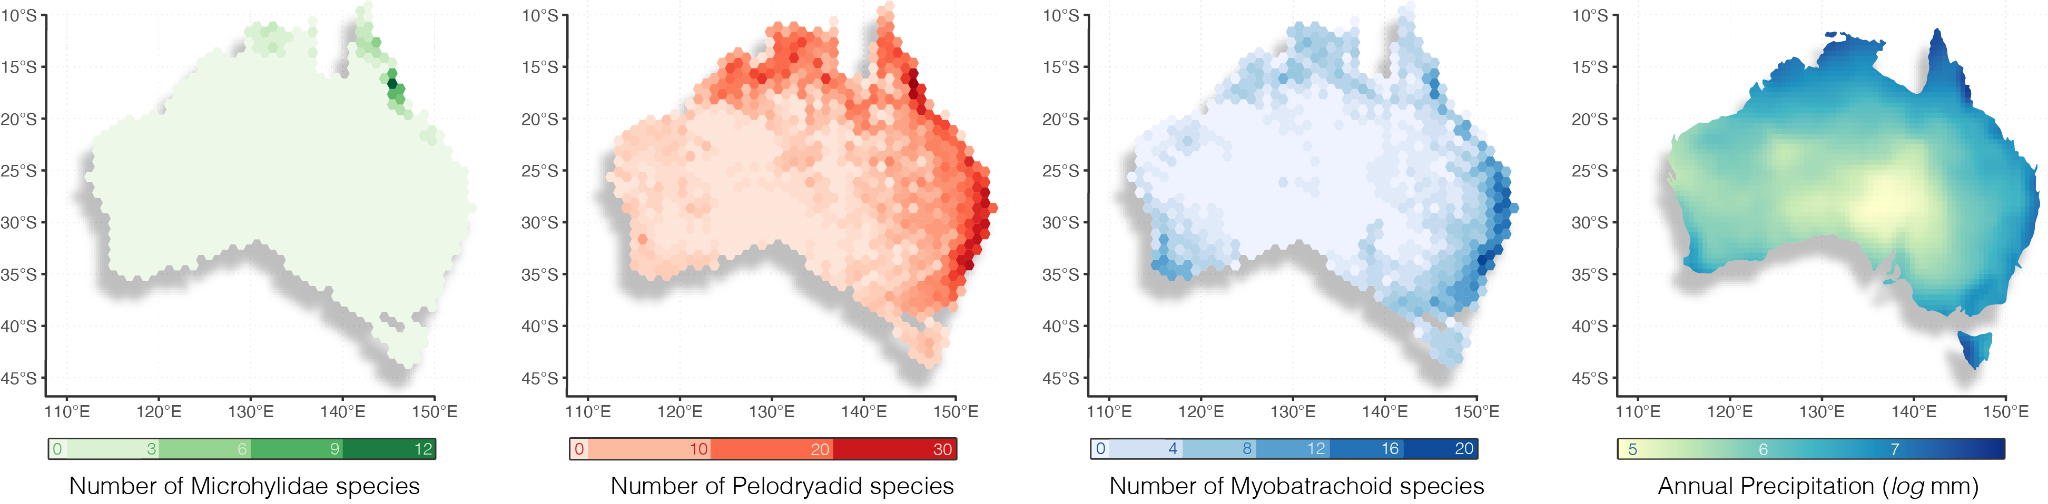 10°S
15°S
20°S
25°S
30°S
35°S
40°S
45°S
110°E 120°E 130°E 140°E 150°E
0 3 6 9 12
Number of Microhylidae species
10°S
15°S
20°S
25°S
30°S
35°S
40°S
45°S
110°E 120°E 130°E 140°E 150°E
0 10 20 30
Number of Pelodryadid species
10°S
15°S
20°S
25°S
30°S
35°S
40°S
45°S
110°E 120°E 130°E 140°E 150°E
0 4 8 12 16 20
Number of Myobatrachoid species
10°S
15°S
20°S
25°S
30°S
35°S
40°S
45°S
110°E 120°E 130°E 140°E 150°E
5 6 7
Annual Precipitation (log mm)